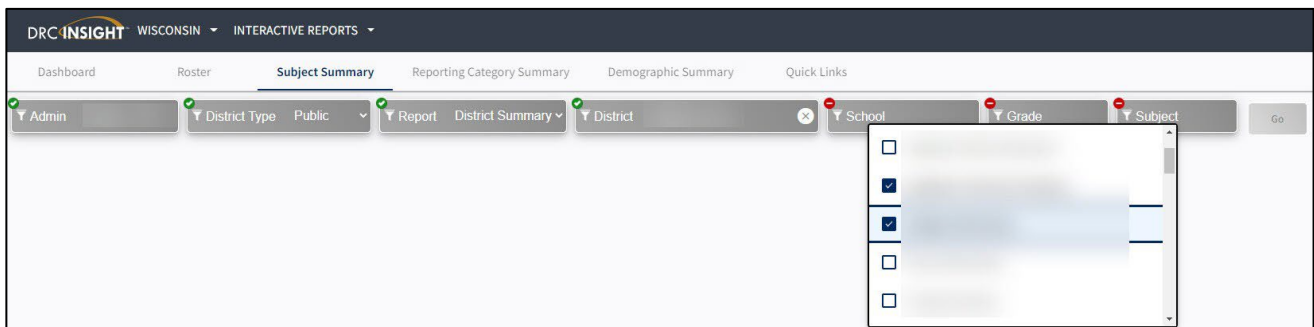 DRC INSIGHT WISCONSIN INTERACTIVE REPORTS
Dashboard Roster Subject Summary Reporting Category Summary Demographic Summary Quick Links
Admin District Type Public Report District Summary District School Grade Subject Go